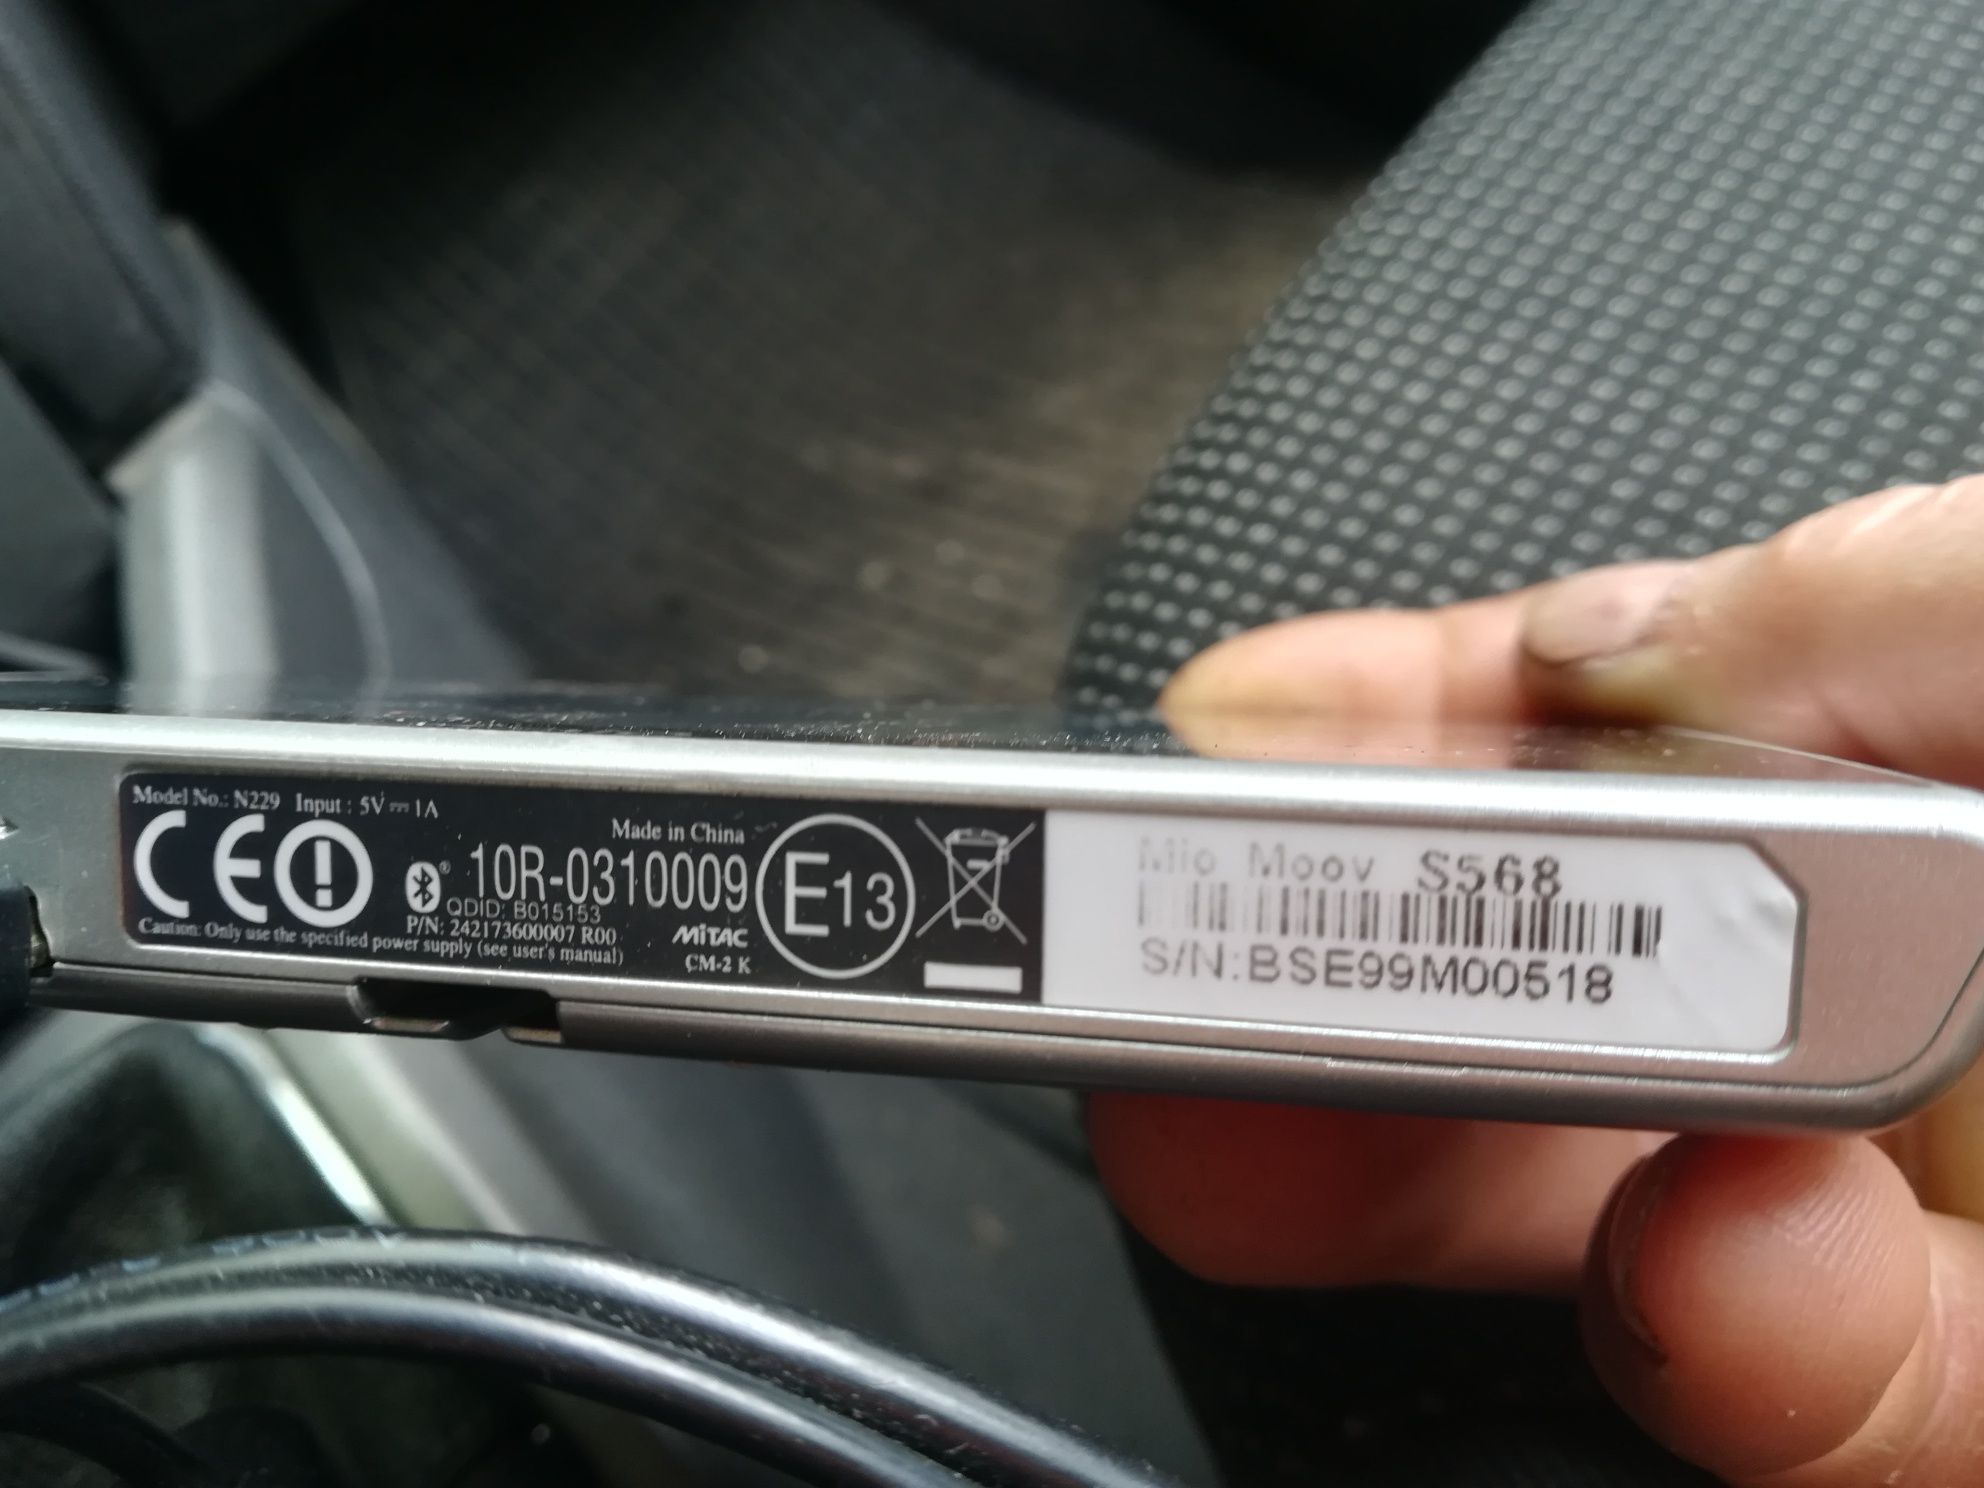 Model No.: N229 Input : 5V⎓1A
CE
Made in China
10R-0310009
QDID: B015153
P/N: 242173600007 R00
MiTAC
CM-2 K
Caution: Only use the specified power supply (see user's manual)
E13
Mio Moov S568
S/N:BSE99M00518